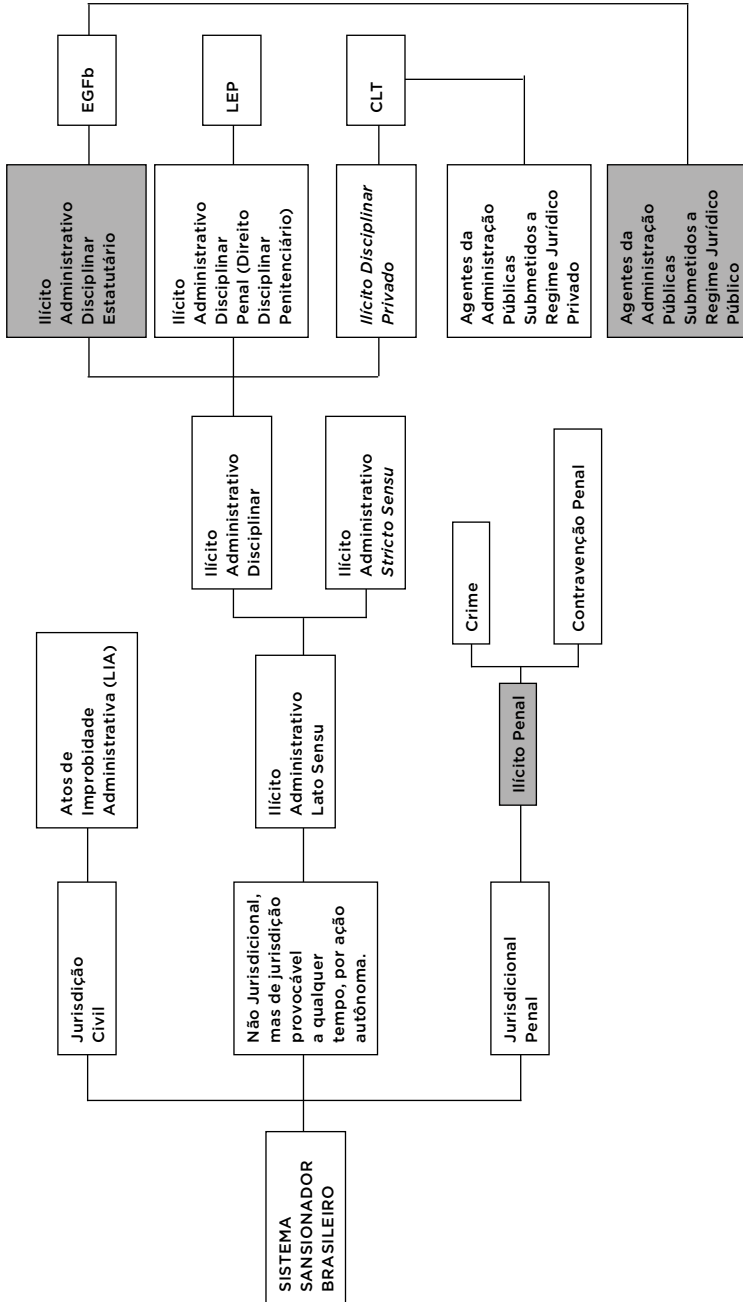 SISTEMA
SANSIONADOR
BRASILEIRO
Jurisdição
Civil
Atos de
Improbidade
Administrativa (LIA)
Não Jurisdicional,
mas de jurisdição
provocável
a qualquer
tempo, por ação
autônoma.
Ilícito
Administrativo
Lato Sensu
Ilícito
Administrativo
Disciplinar
Ilícito
Administrativo
Disciplinar
Estatutário
EGFb
Ilícito
Administrativo
Disciplinar
Penal (Direito
Disciplinar
Penitenciário)
LEP
Ilícito Disciplinar
Privado
CLT
Agentes da
Administração
Públicas
Submetidos a
Regime Jurídico
Privado
Agentes da
Administração
Públicas
Submetidos a
Regime Jurídico
Público
Ilícito
Administrativo
Stricto Sensu
Jurisdicional
Penal
Ilícito Penal
Crime
Contravenção Penal